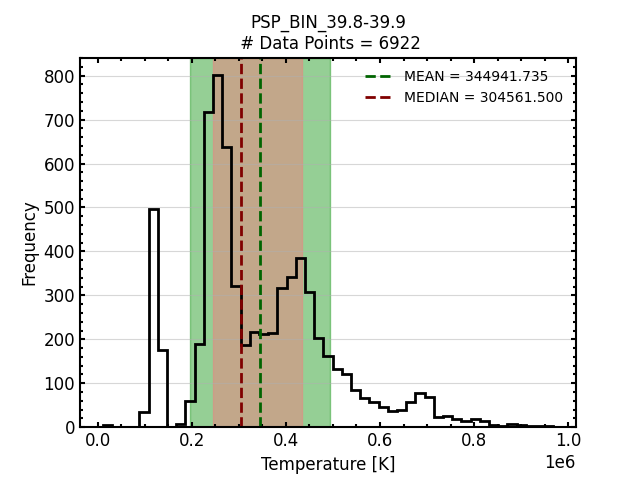 PSP_BIN_39.8-39.9
# Data Points = 6922
MEAN = 344941.735
MEDIAN = 304561.500
800
700
600
500
400
300
200
100
0
Frequency
0.0 0.2 0.4 0.6 0.8 1.0
1e6
Temperature [K]